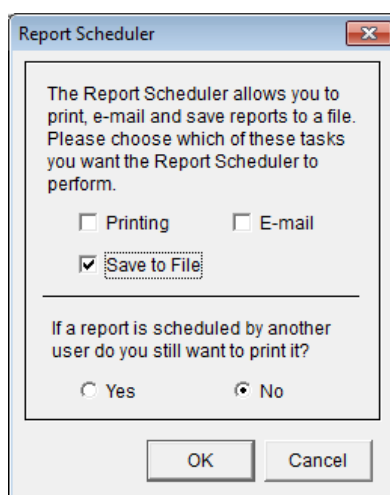 Report Scheduler
The Report Scheduler allows you to
print, e-mail and save reports to a file.
Please choose which of these tasks
you want the Report Scheduler to
perform.
Printing
E-mail
Save to File
If a report is scheduled by another
user do you still want to print it?
Yes
No
OK
Cancel